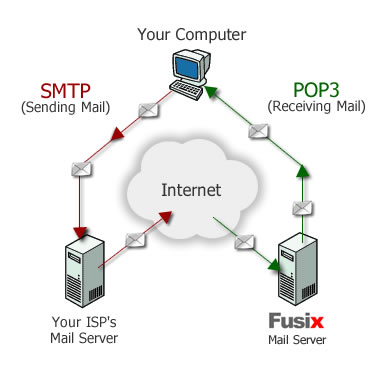 Your Computer
SMTP
(Sending Mail)
POP3
(Receiving Mail)
Internet
Your ISP's
Mail Server
Fusix
Mail Server